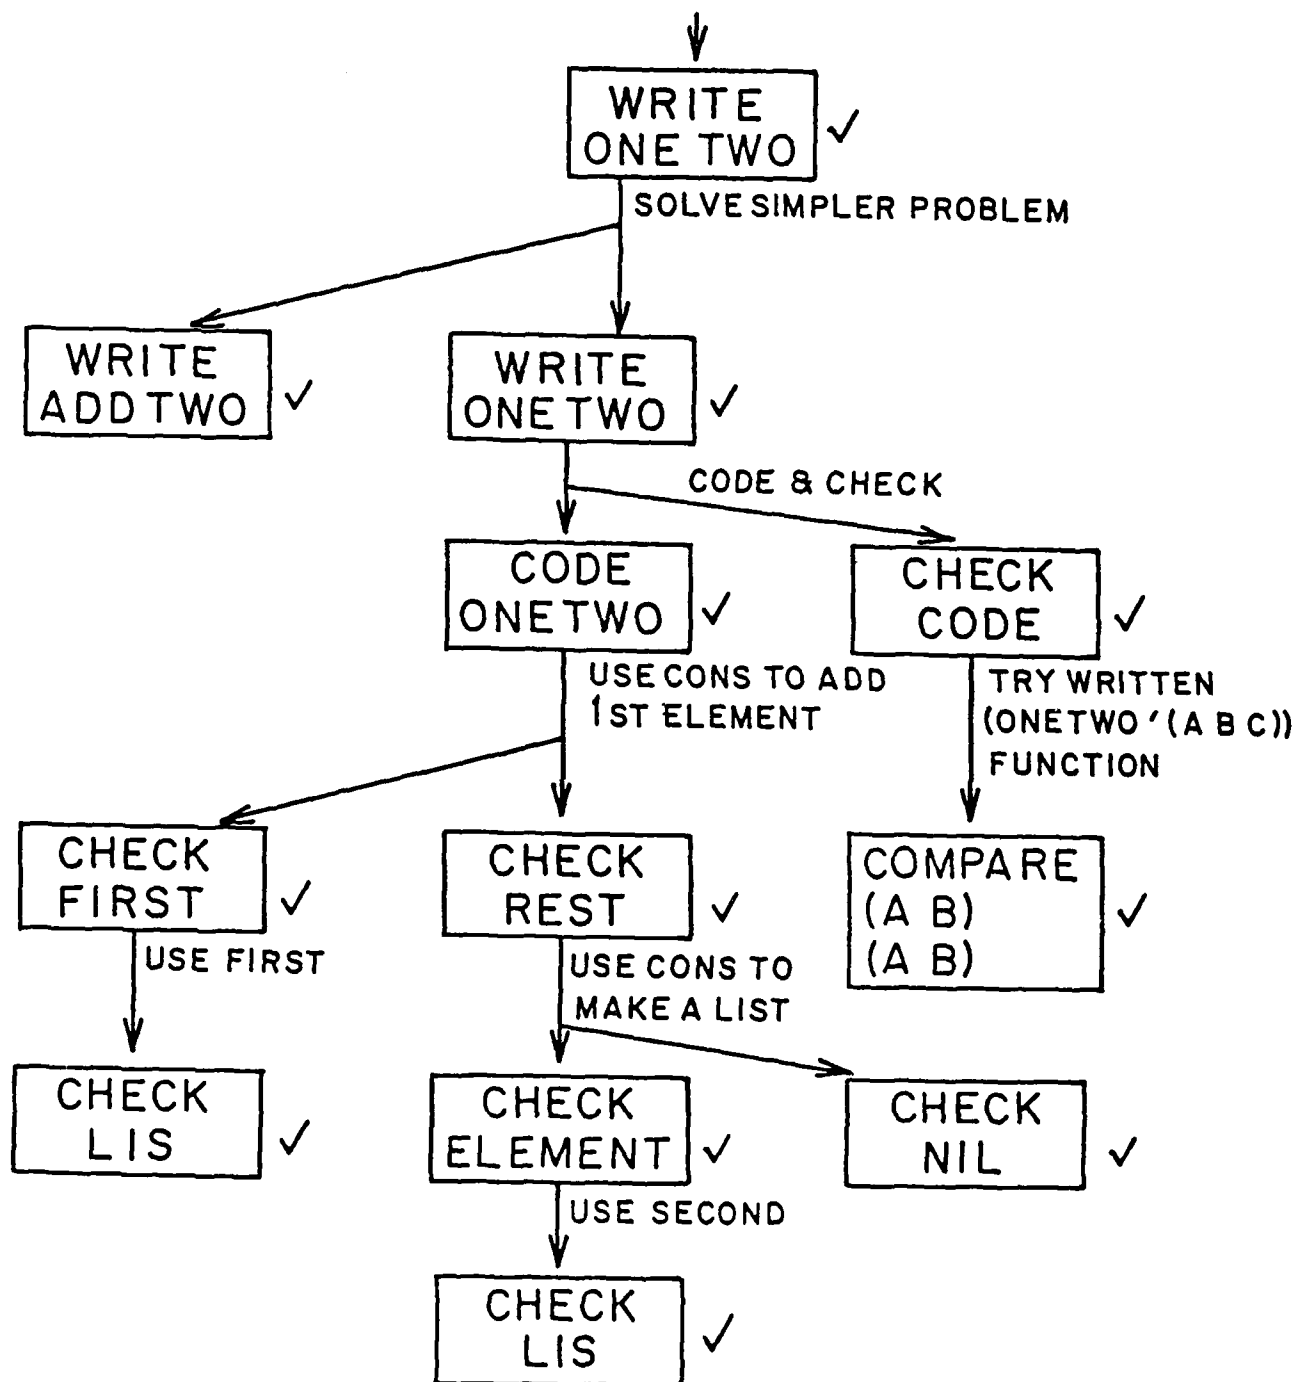 WRITE
ONE TWO
SOLVE SIMPLER PROBLEM
WRITE
ADD TWO
WRITE
ONETWO
CODE & CHECK
CODE
ONETWO
CHECK
CODE
USE CONS TO ADD
1ST ELEMENT
TRY WRITTEN
(ONETWO '(A B C))
FUNCTION
CHECK
FIRST
CHECK
REST
COMPARE
(A B)
(A B)
USE FIRST
USE CONS TO
MAKE A LIST
CHECK
LIS
CHECK
ELEMENT
CHECK
NIL
USE SECOND
CHECK
LIS